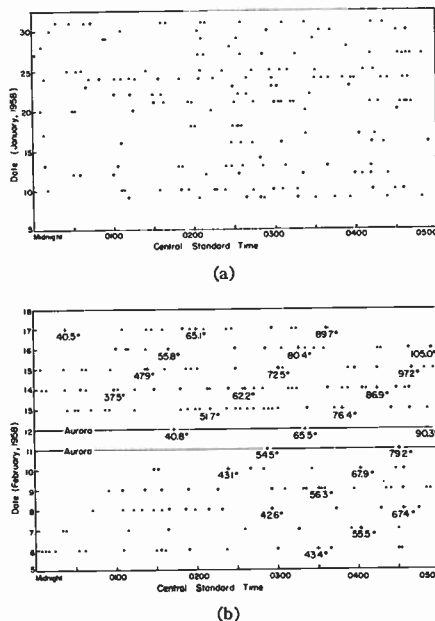 30
25
20
15
10
5
Date (January, 1958)
Midnight 0100 0200 0300 0400 0500
Central Standard Time
(a)
18
17
40.5° 65.1° 89.7°
16
55.8° 80.4° 105.0°
15
47.9° 72.5° 97.2°
14
37.5° 62.2° 86.9°
13
51.7° 76.4°
12
Aurora 40.8° 65.5° 90.3°
11
Aurora 54.5° 79.2°
10
43.1° 67.9°
9
56.3°
8
42.6° 67.4°
7
55.5°
6
43.4°
5
Date (February, 1958)
Midnight 0100 0200 0300 0400 0500
Central Standard Time
(b)